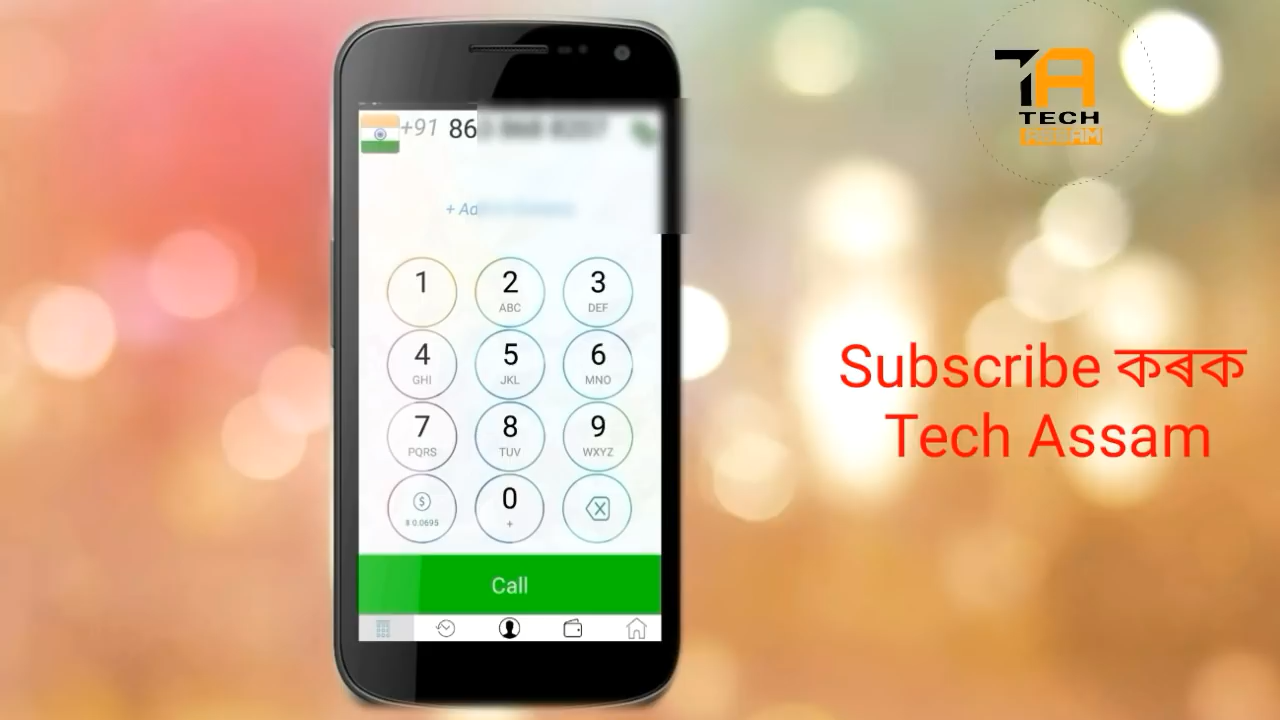 TA
TECH
ASSAM
+91 86
+ Ad
1
2 ABC
3 DEF
4 GHI
5 JKL
6 MNO
7 PQRS
8 TUV
9 WXYZ
$ 0.0695
0 +
Call
Subscribe কৰক
Tech Assam